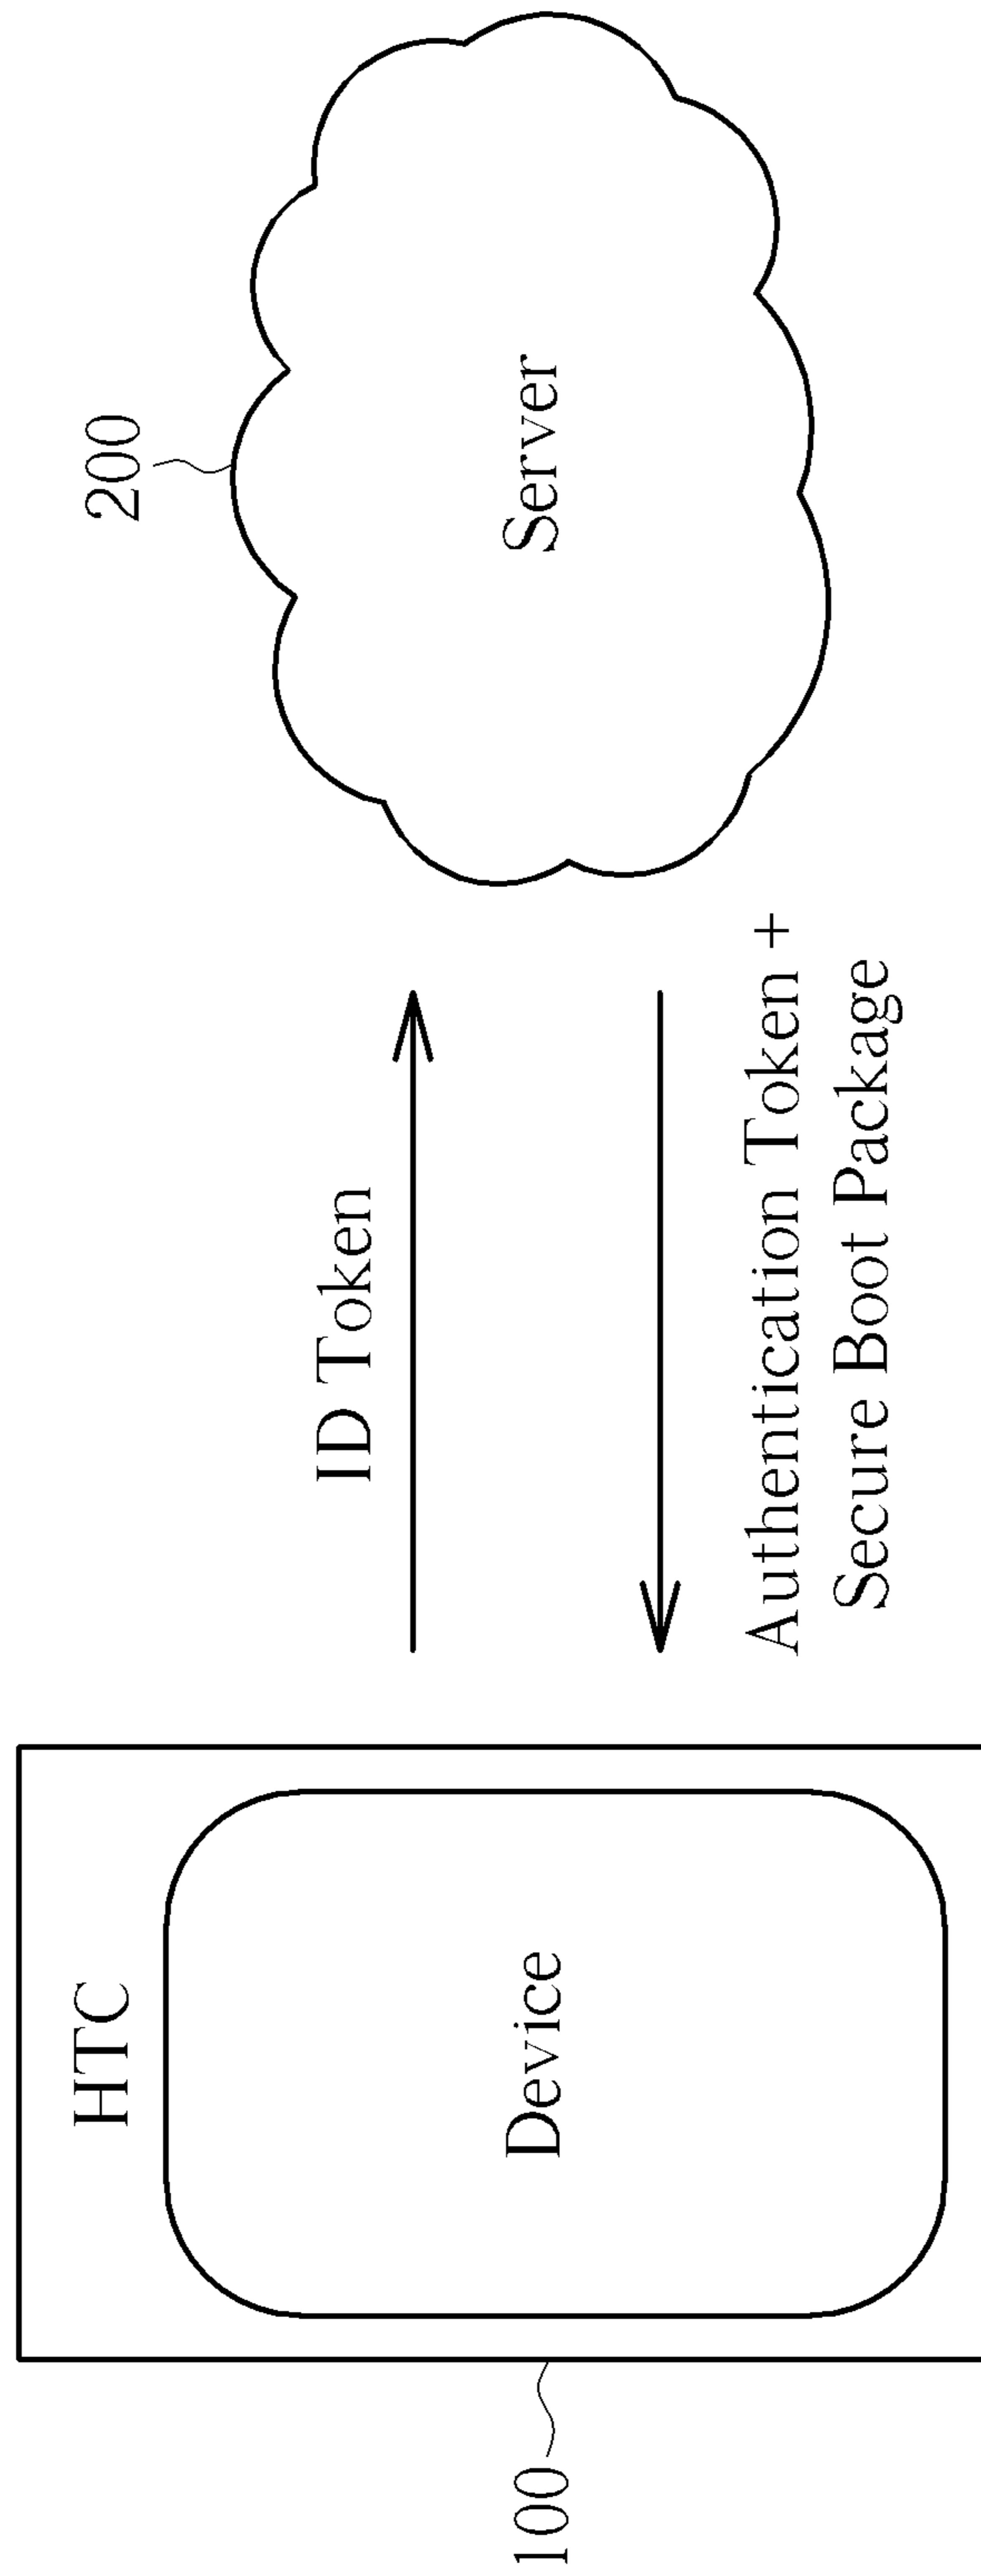 HTC
Device
100
ID Token
Authentication Token +
Secure Boot Package
200
Server